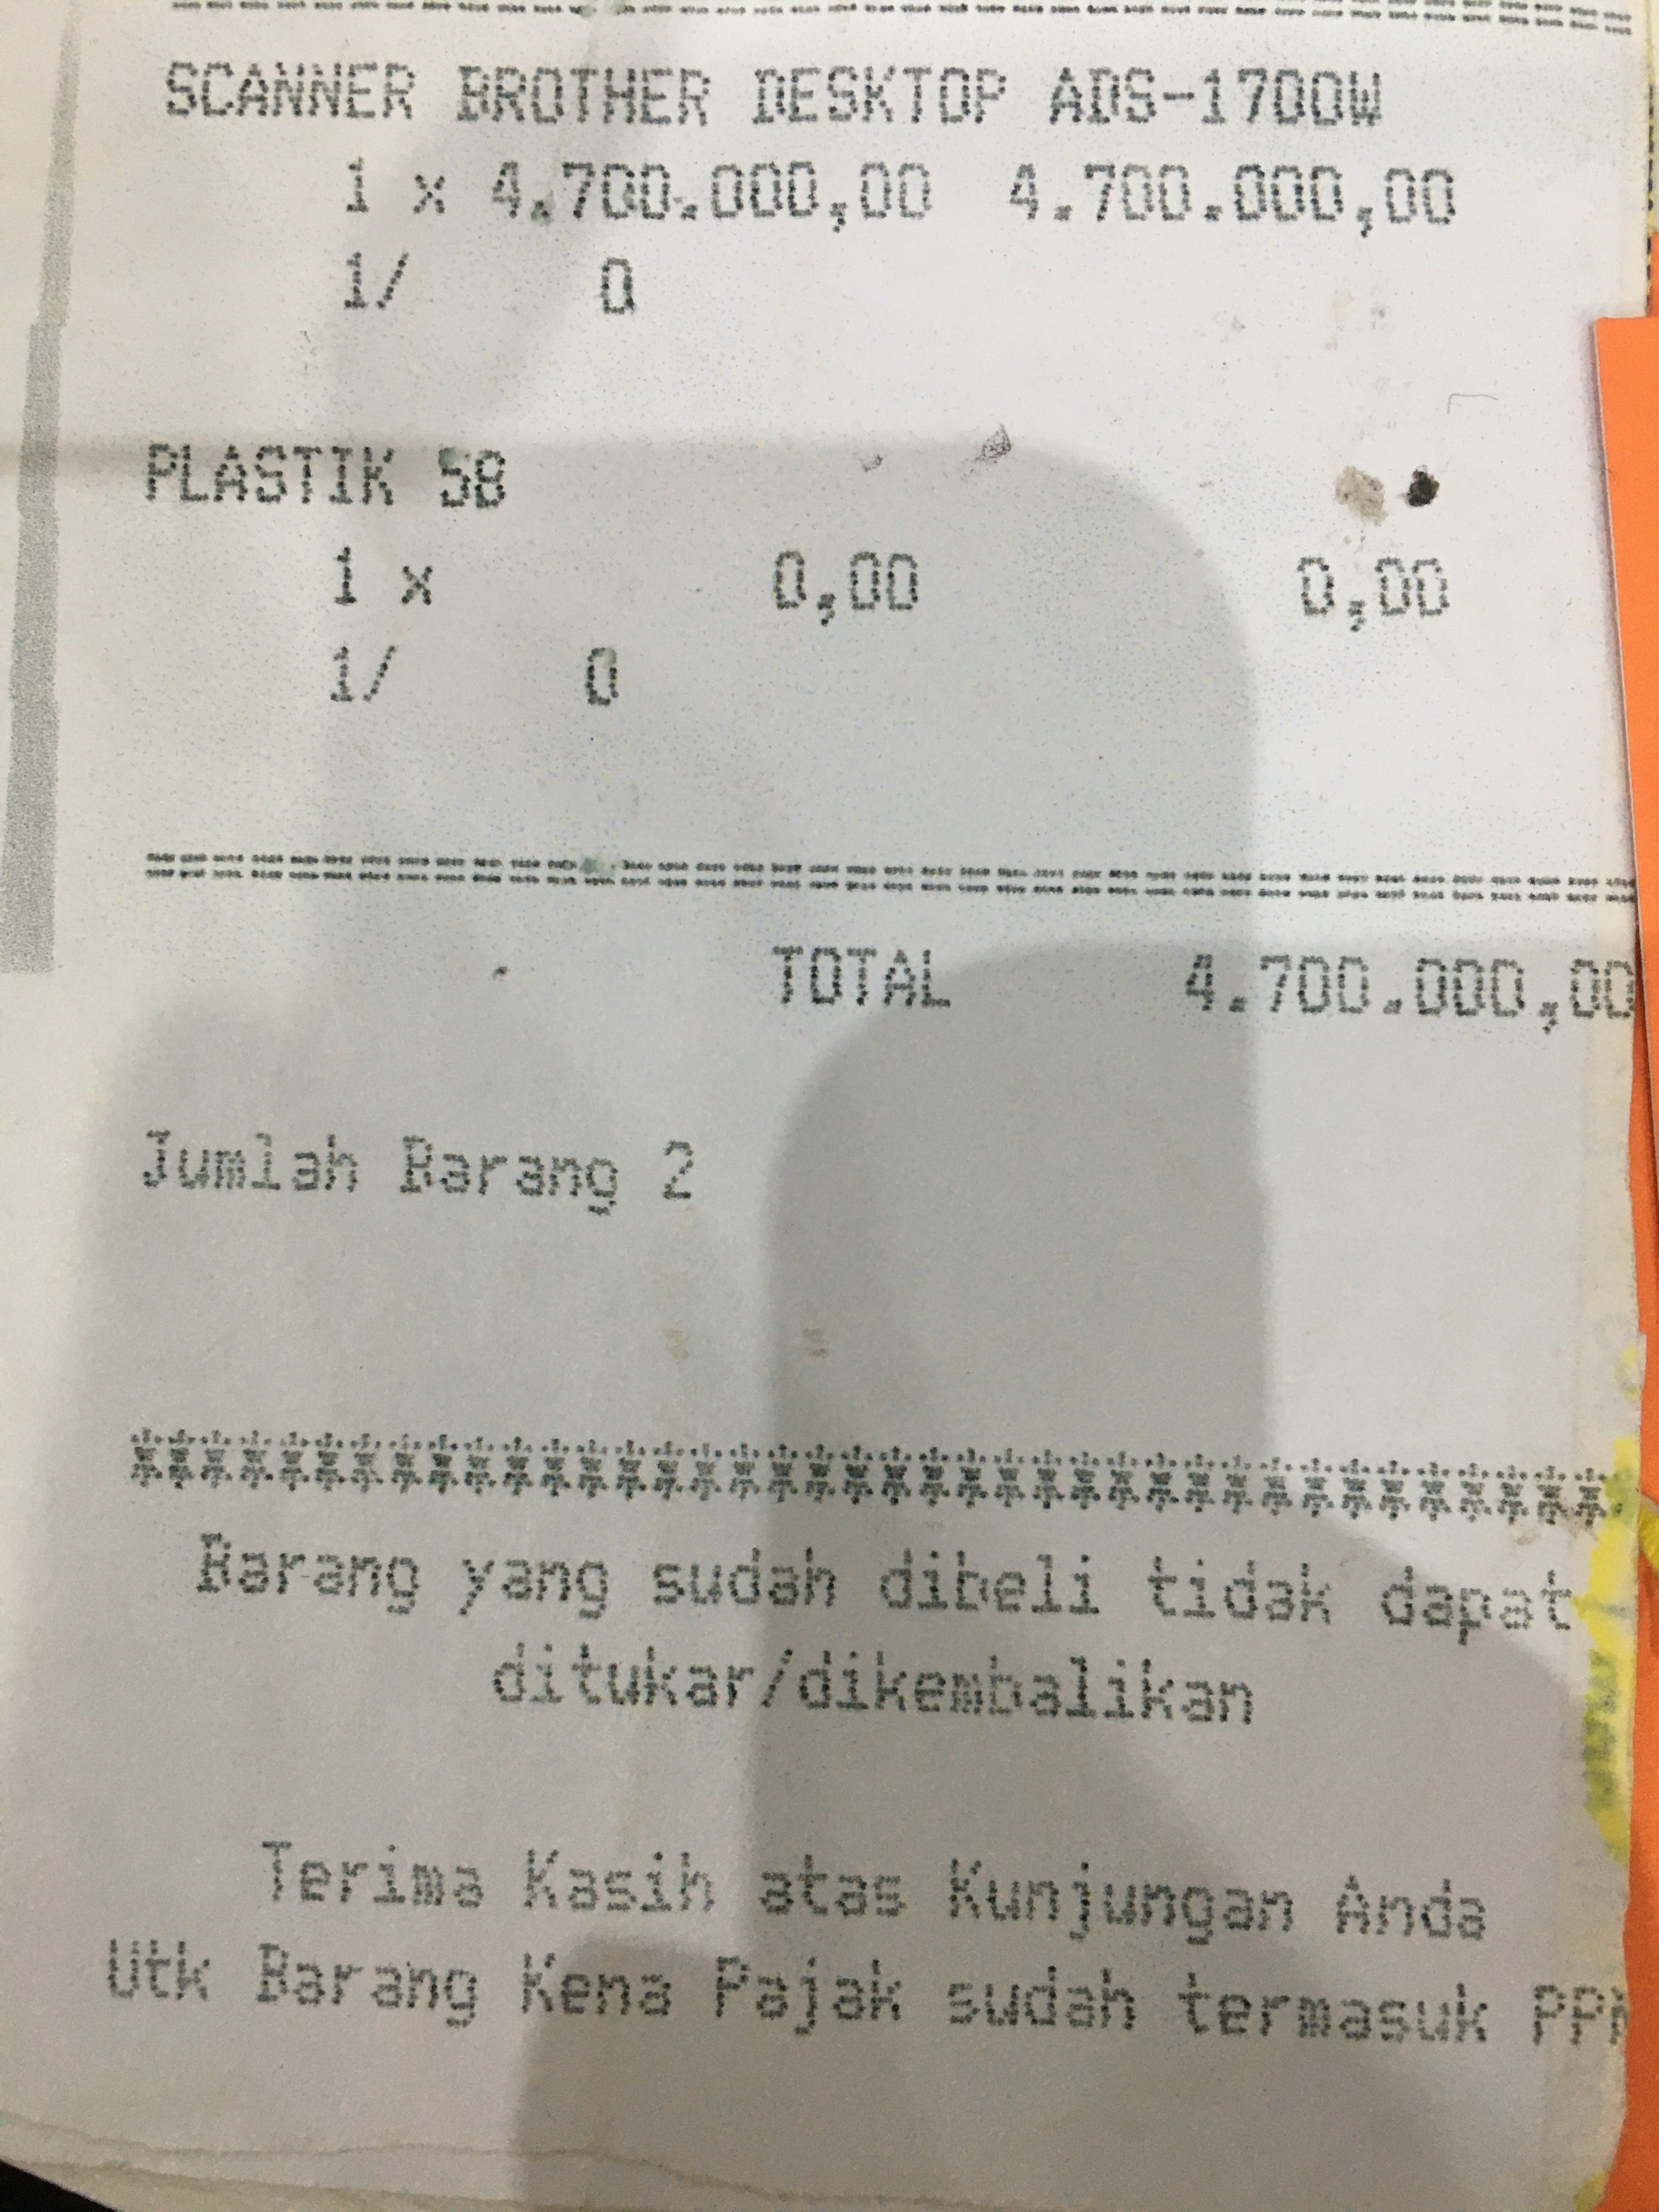 SCANNER BROTHER DESKTOP ADS-1700W
1 x 4.700.000,00 4.700.000,00
1/ 0
PLASTIK 58
1 x 0,00 0,00
1/ 0
TOTAL 4.700.000,00
Jumlah Barang 2
Barang yang sudah dibeli tidak dapat
ditukar/dikembalikan
Terima Kasih atas Kunjungan Anda
Utk Barang Kena Pajak sudah termasuk PPN